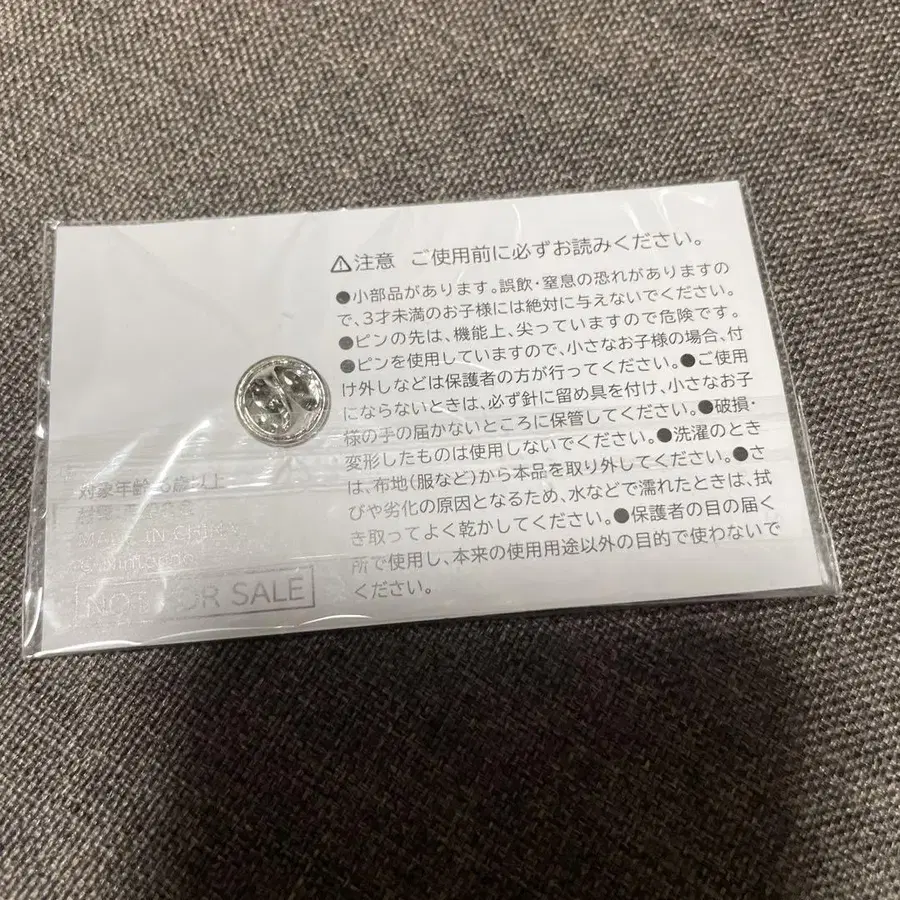 ⚠注意 ご使用前に必ずお読みください。
●小部品があります。誤飲・窒息の恐れがありますの
で、3才未満のお子様には絶対に与えないでください。
●ピンの先は、機能上、尖っていますので危険です。
●ピンを使用していますので、小さなお子様の場合、付
け外しなどは保護者の方が行ってください。●ご使用
にならないときは、必ず針に留め具を付け、小さなお子
様の手の届かないところに保管してください。●破損・
変形したものは使用しないでください。●洗濯のとき
は、布地(服など)から本品を取り外してください。●さ
びや劣化の原因となるため、水などで濡れたときは、拭
き取ってよく乾かしてください。●保護者の目の届く
所で使用し、本来の使用用途以外の目的で使わないで
ください。
対象年齢 歳以上
MADE IN CHINA
© Nintendo
NOT FOR SALE